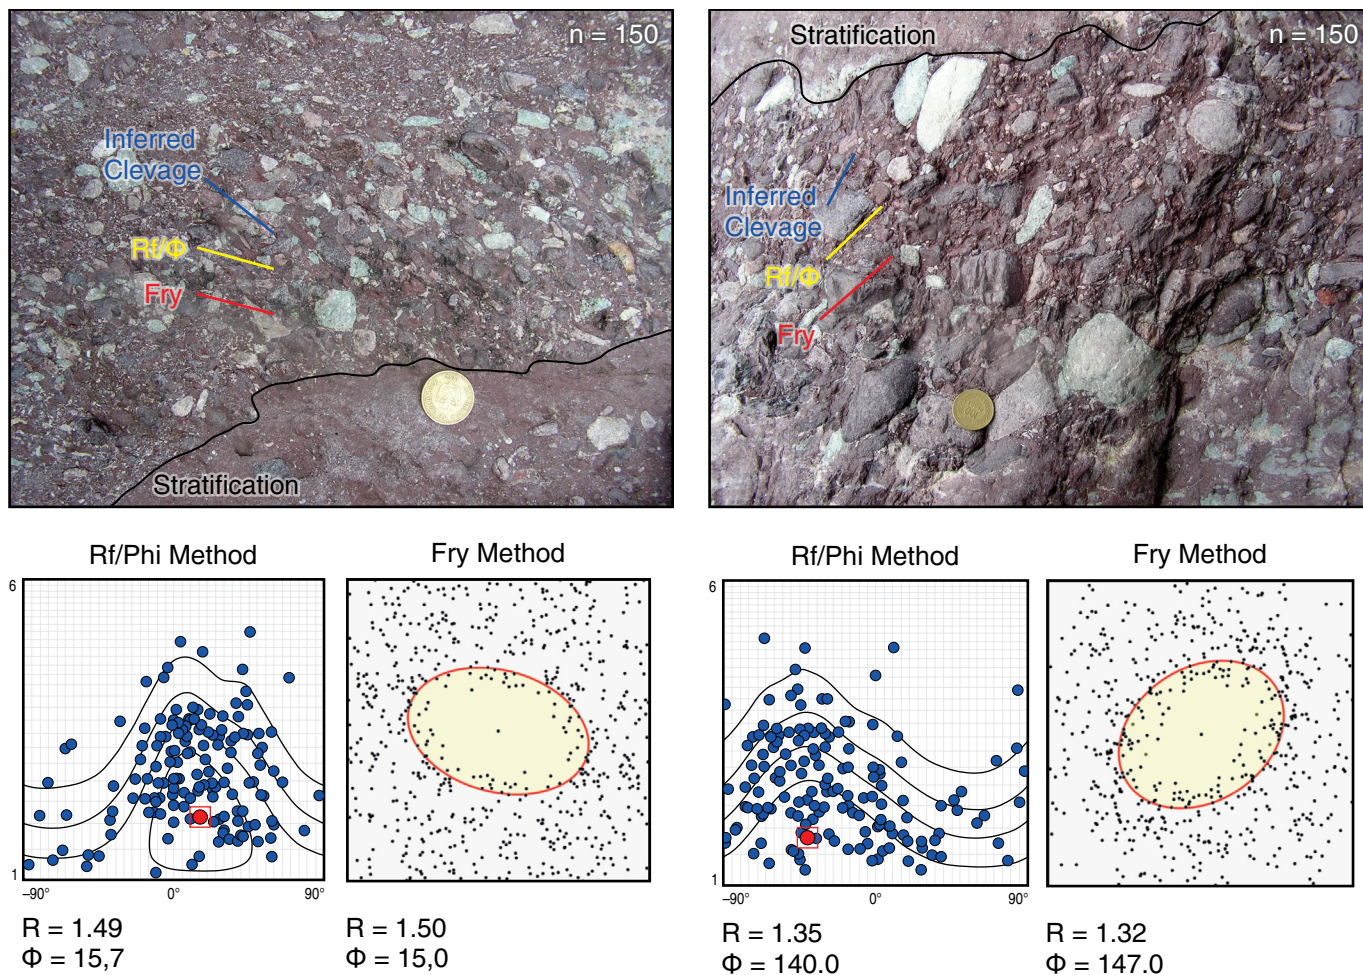 n = 150
Inferred
Clevage
Rf/Φ
Fry
Stratification
Stratification
n = 150
Inferred
Clevage
Rf/Φ
Fry
100
Rf/Phi Method
6
1
–90°
0°
90°
R = 1.49
Φ = 15,7
Fry Method
R = 1.50
Φ = 15,0
Rf/Phi Method
6
1
–90°
0°
90°
R = 1.35
Φ = 140.0
Fry Method
R = 1.32
Φ = 147.0